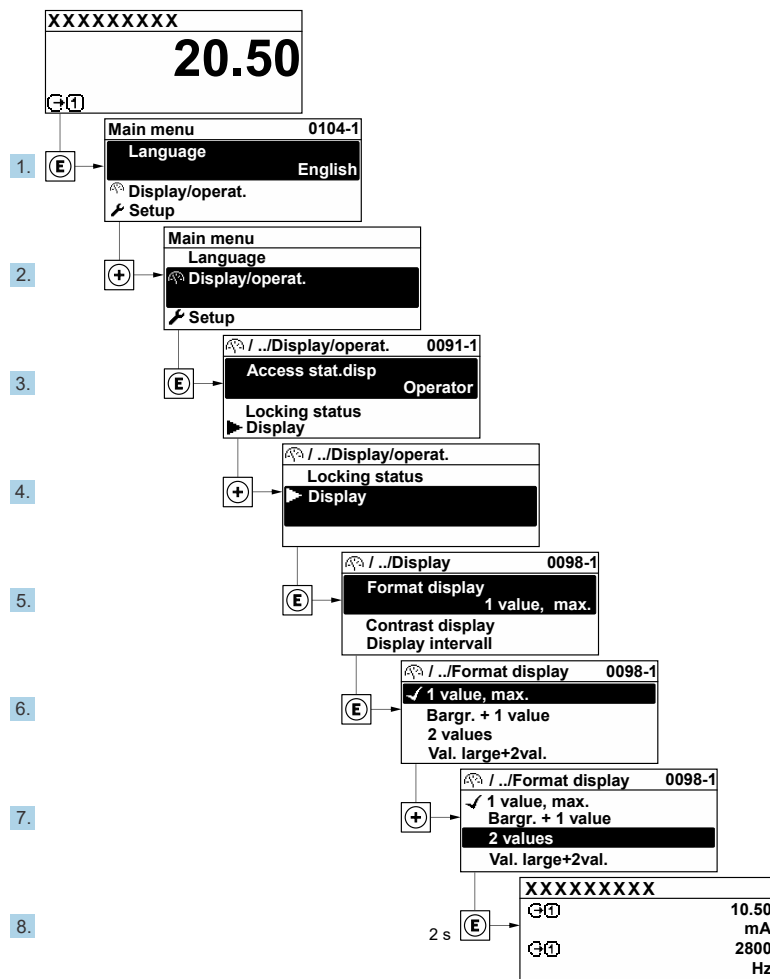 XXXXXXXXX
20.50
1
Main menu 0104-1
Language
English
Display/operat.
Setup
1.
E
Main menu
Language
Display/operat.
Setup
2.
+
/ ../Display/operat. 0091-1
Access stat.disp
Operator
Locking status
Display
3.
E
/ ../Display/operat.
Locking status
Display
4.
+
/ ../Display 0098-1
Format display
1 value, max.
Contrast display
Display intervall
5.
E
/ ../Format display 0098-1
1 value, max.
Bargr. + 1 value
2 values
Val. large+2val.
6.
E
/ ../Format display 0098-1
1 value, max.
Bargr. + 1 value
2 values
Val. large+2val.
7.
+
XXXXXXXXX
1 10.50
mA
1 2800
Hz
8.
2 s
E